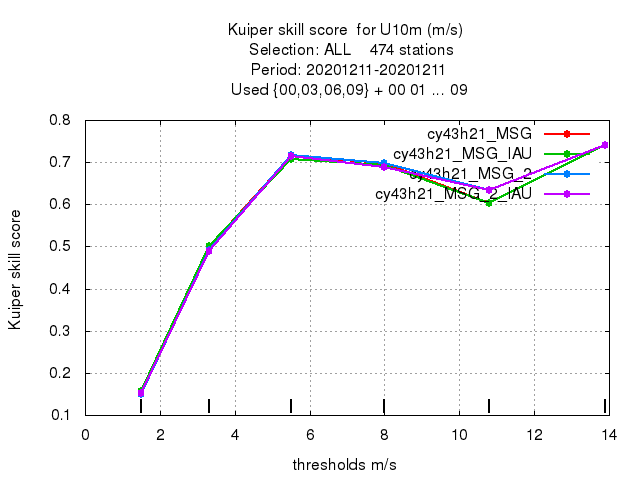 Kuiper skill score  for U10m (m/s)
Selection: ALL    474 stations
Period: 20201211-20201211
Used {00,03,06,09} + 00 01 ... 09
cy43h21_MSG
cy43h21_MSG_IAU
cy43h21_MSG_2
cy43h21_MSG_2_IAU
Kuiper skill score
0.8
0.7
0.6
0.5
0.4
0.3
0.2
0.1
0 2 4 6 8 10 12 14
thresholds m/s